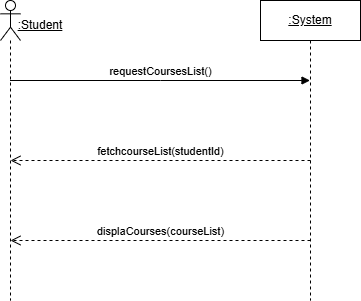 :Student
:System
requestCoursesList()
fetchcourseList(studentId)
displaCourses(courseList)